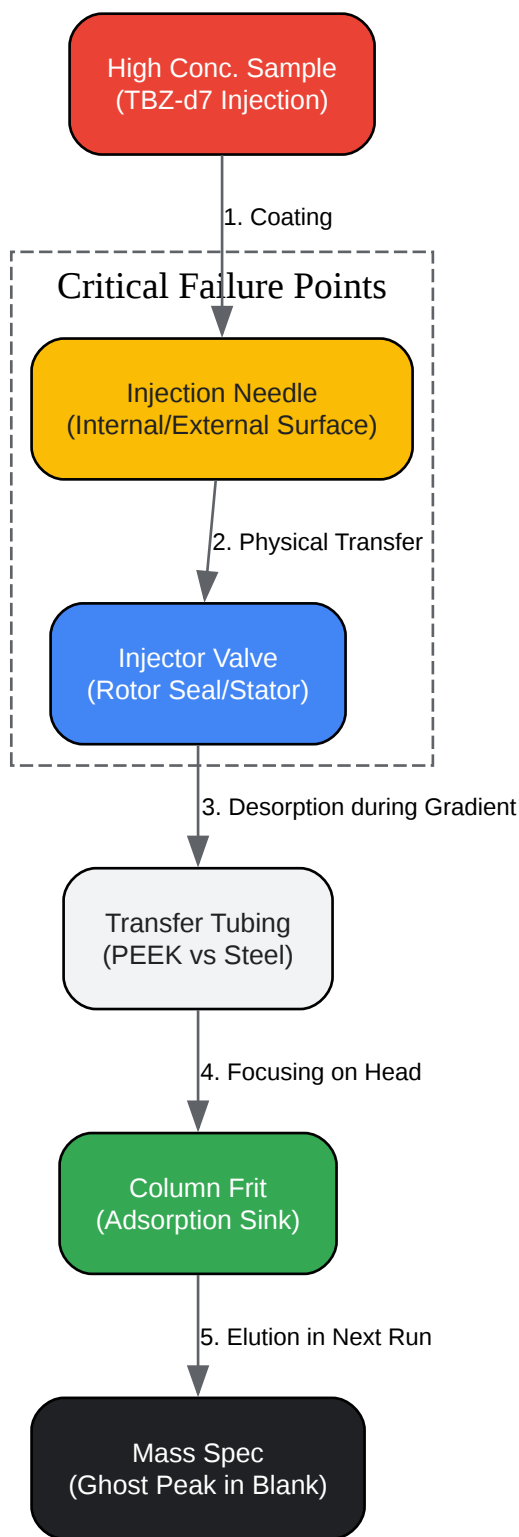 High Conc. Sample
(TBZ-d7 Injection)
1. Coating
Critical Failure Points
Injection Needle
(Internal/External Surface)
2. Physical Transfer
Injector Valve
(Rotor Seal/Stator)
3. Desorption during Gradient
Transfer Tubing
(PEEK vs Steel)
4. Focusing on Head
Column Frit
(Adsorption Sink)
5. Elution in Next Run
Mass Spec
(Ghost Peak in Blank)